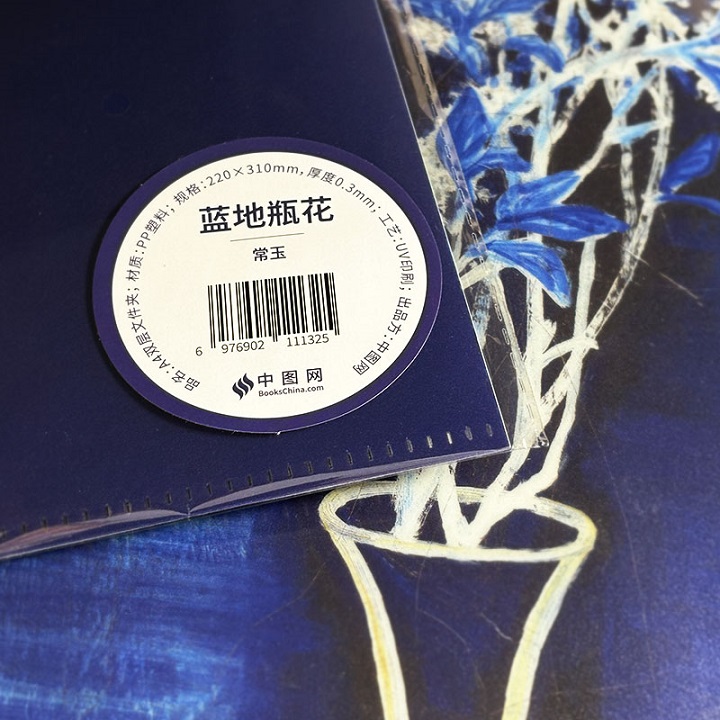 品名:A4双层文件夹；材质:PP塑料；规格:220×310mm，厚度0.3mm；工艺:UV印刷；出品方:中图网
蓝地瓶花
常玉
6 976902 111325
中图网
BooksChina.com